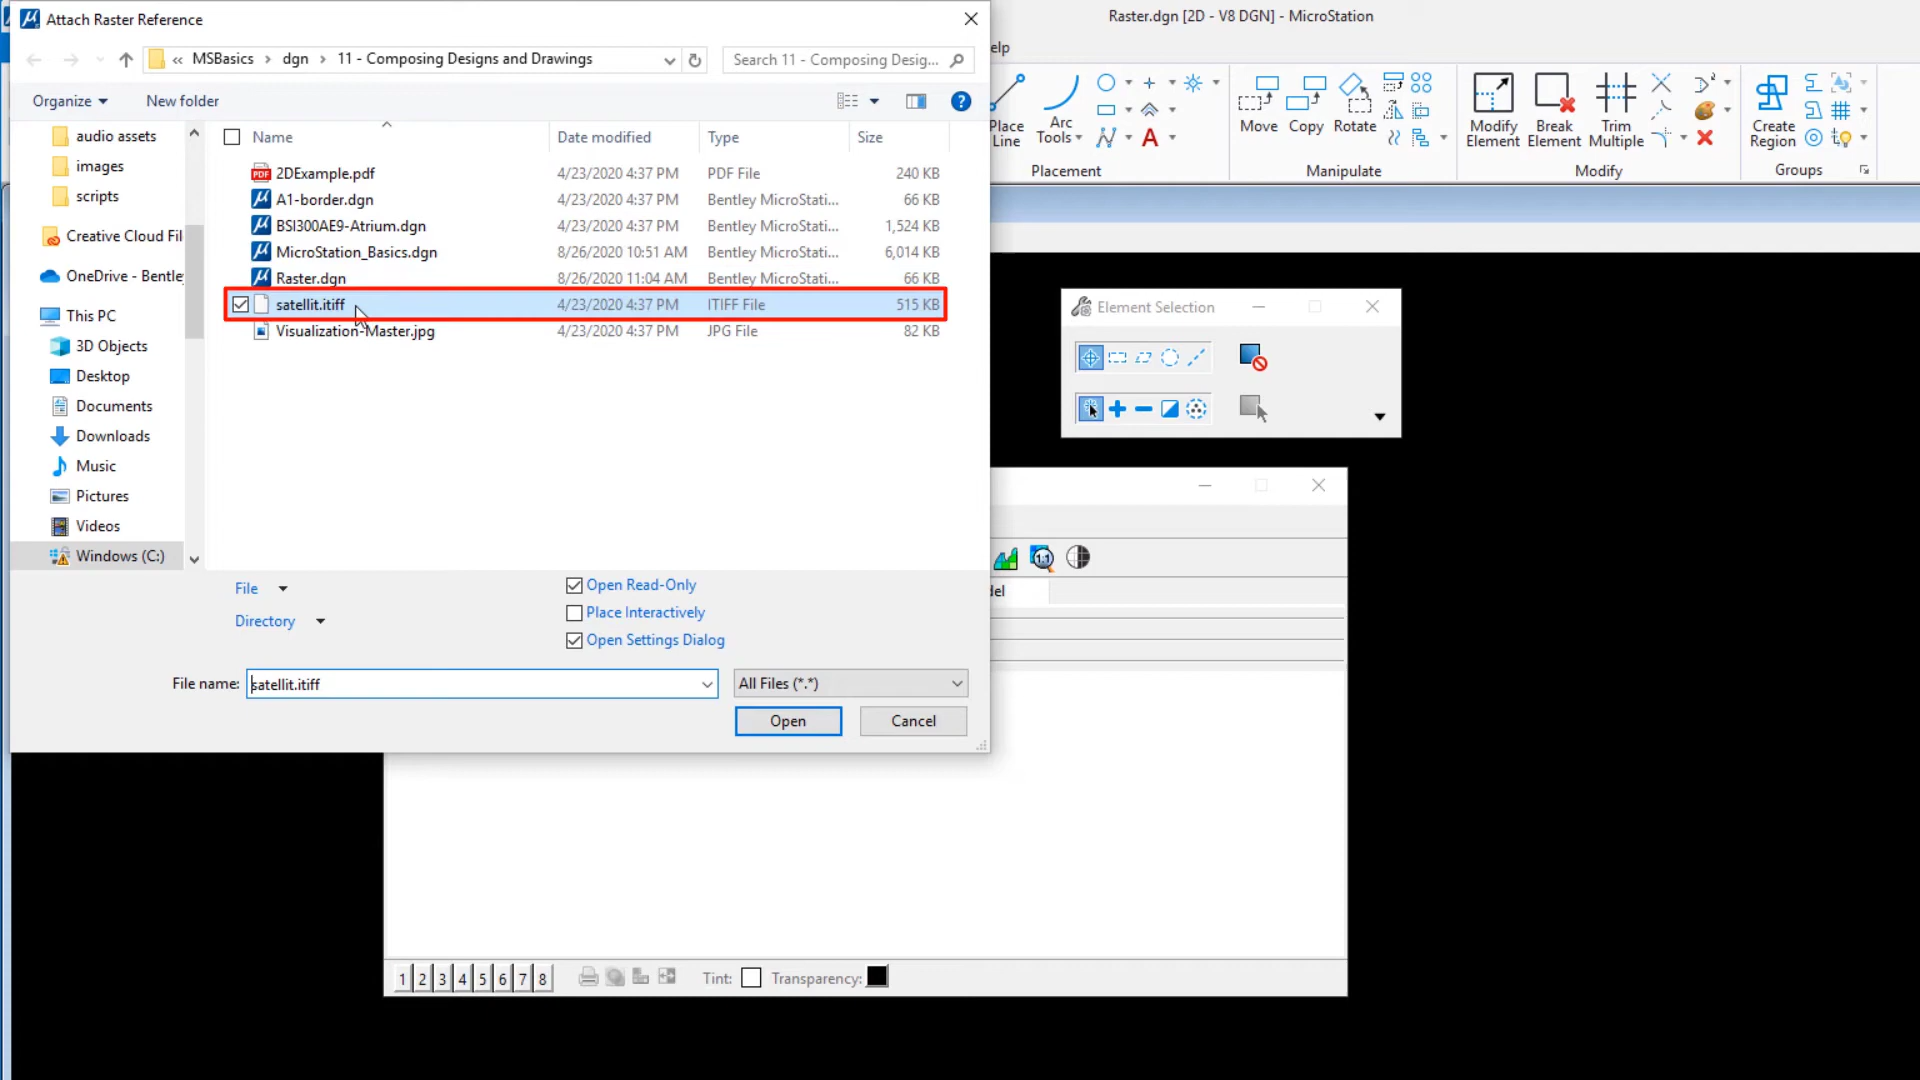 Attach Raster Reference
Raster.dgn [2D - V8 DGN] - MicroStation
elp
« MSBasics > dgn > 11 - Composing Designs and Drawings
Search 11 - Composing Desig...
Organize
New folder
?
audio assets
images
scripts
Creative Cloud Fil
OneDrive - Bentle
This PC
3D Objects
Desktop
Documents
Downloads
Music
Pictures
Videos
Windows (C:)
Name Date modified Type Size
2DExample.pdf 4/23/2020 4:37 PM PDF File 240 KB
A1-border.dgn 4/23/2020 4:37 PM Bentley MicroStati... 66 KB
BSI300AE9-Atrium.dgn 4/23/2020 4:37 PM Bentley MicroStati... 1,524 KB
MicroStation_Basics.dgn 8/26/2020 10:51 AM Bentley MicroStati... 6,014 KB
Raster.dgn 8/26/2020 11:04 AM Bentley MicroStati... 66 KB
satellit.itiff 4/23/2020 4:37 PM ITIFF File 515 KB
Visualization-Master.jpg 4/23/2020 4:37 PM JPG File 82 KB
File
Directory
Open Read-Only
Place Interactively
Open Settings Dialog
File name: satellit.itiff
All Files (*.*)
Open
Cancel
Place
Line
Arc
Tools
A
Placement
Move
Copy
Rotate
Manipulate
Modify
Element
Break
Element
Trim
Multiple
Modify
Create
Region
Groups
Element Selection
1:1
del
1 2 3 4 5 6 7 8
Tint:
Transparency: